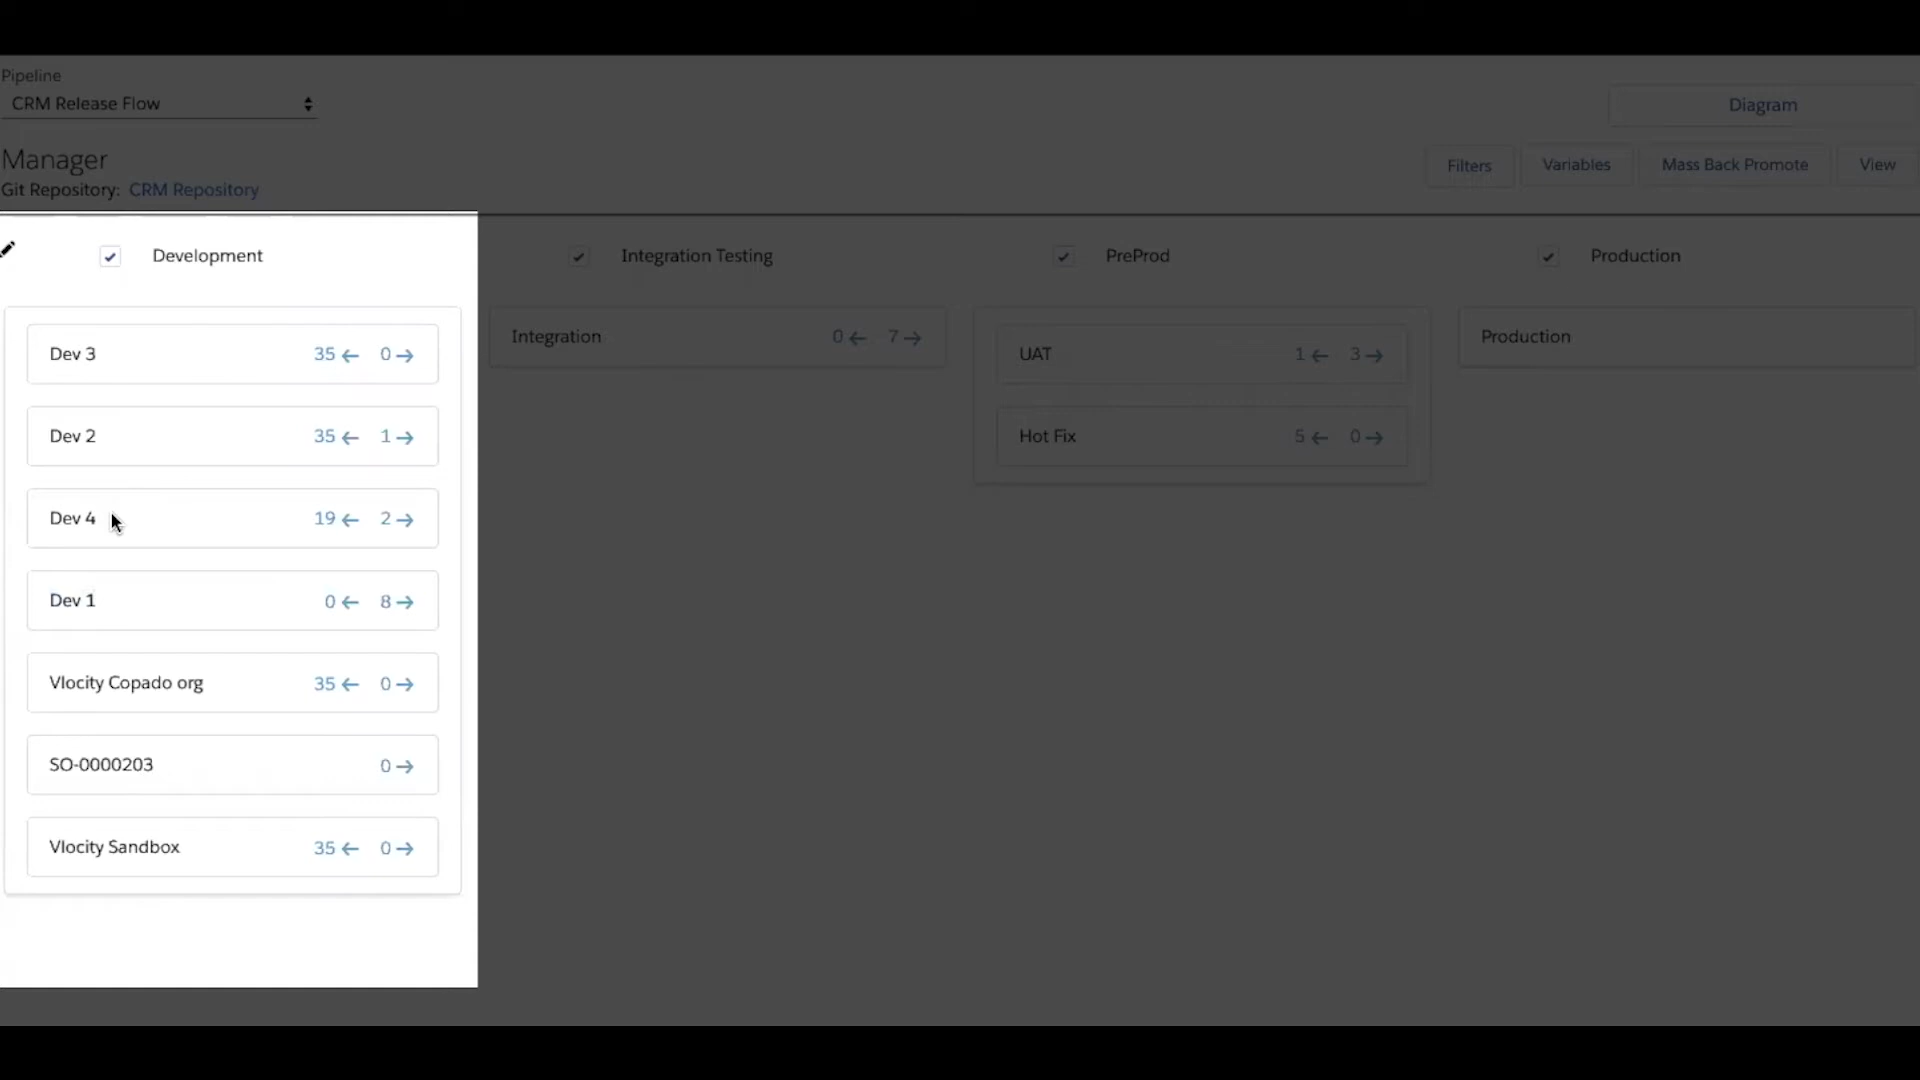 Pipeline
CRM Release Flow
Diagram
Manager
Git Repository: CRM Repository
Filters
Variables
Mass Back Promote
View
Development
Dev 3 35 ← 0 →
Dev 2 35 ← 1 →
Dev 4 19 ← 2 →
Dev 1 0 ← 8 →
Vlocity Copado org 35 ← 0 →
SO-0000203 0 →
Vlocity Sandbox 35 ← 0 →
Integration Testing
Integration 0 ← 7 →
PreProd
UAT 1 ← 3 →
Hot Fix 5 ← 0 →
Production
Production